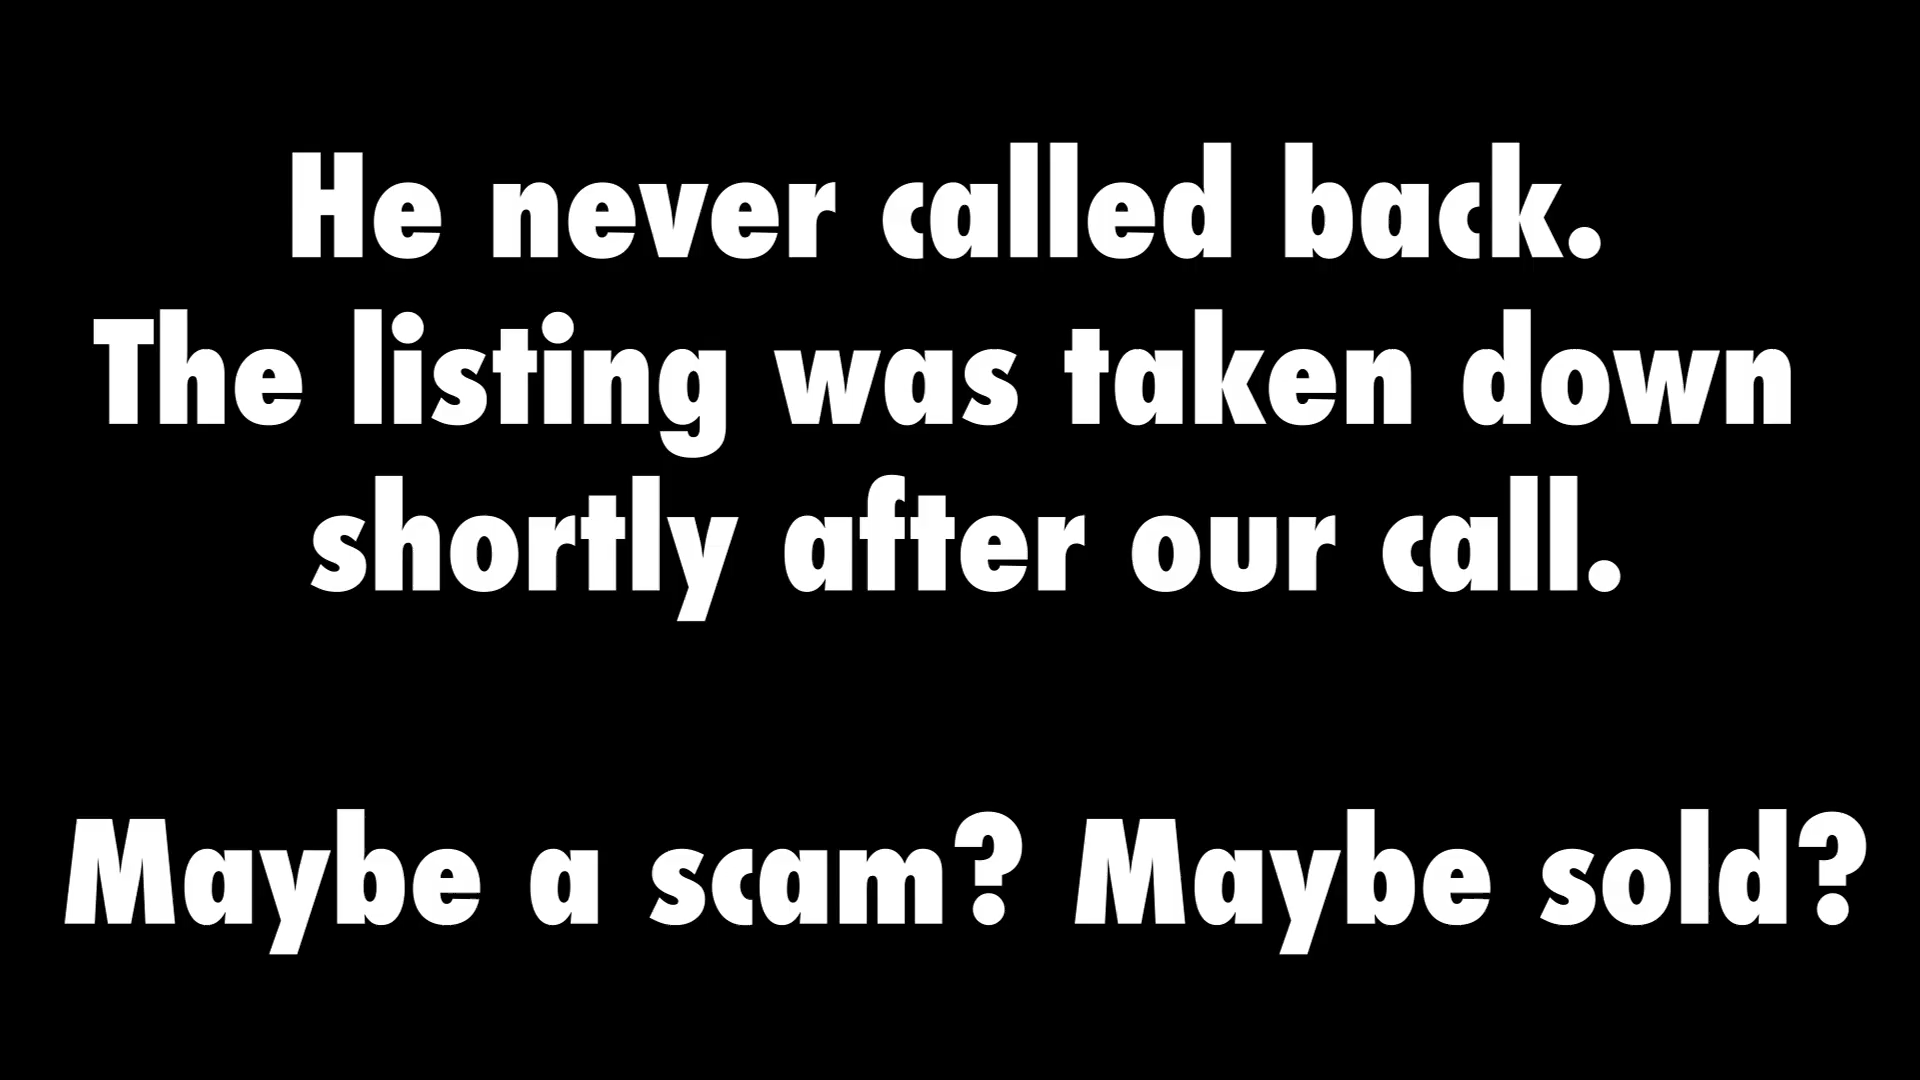 He never called back.
The listing was taken down
shortly after our call.
Maybe a scam? Maybe sold?